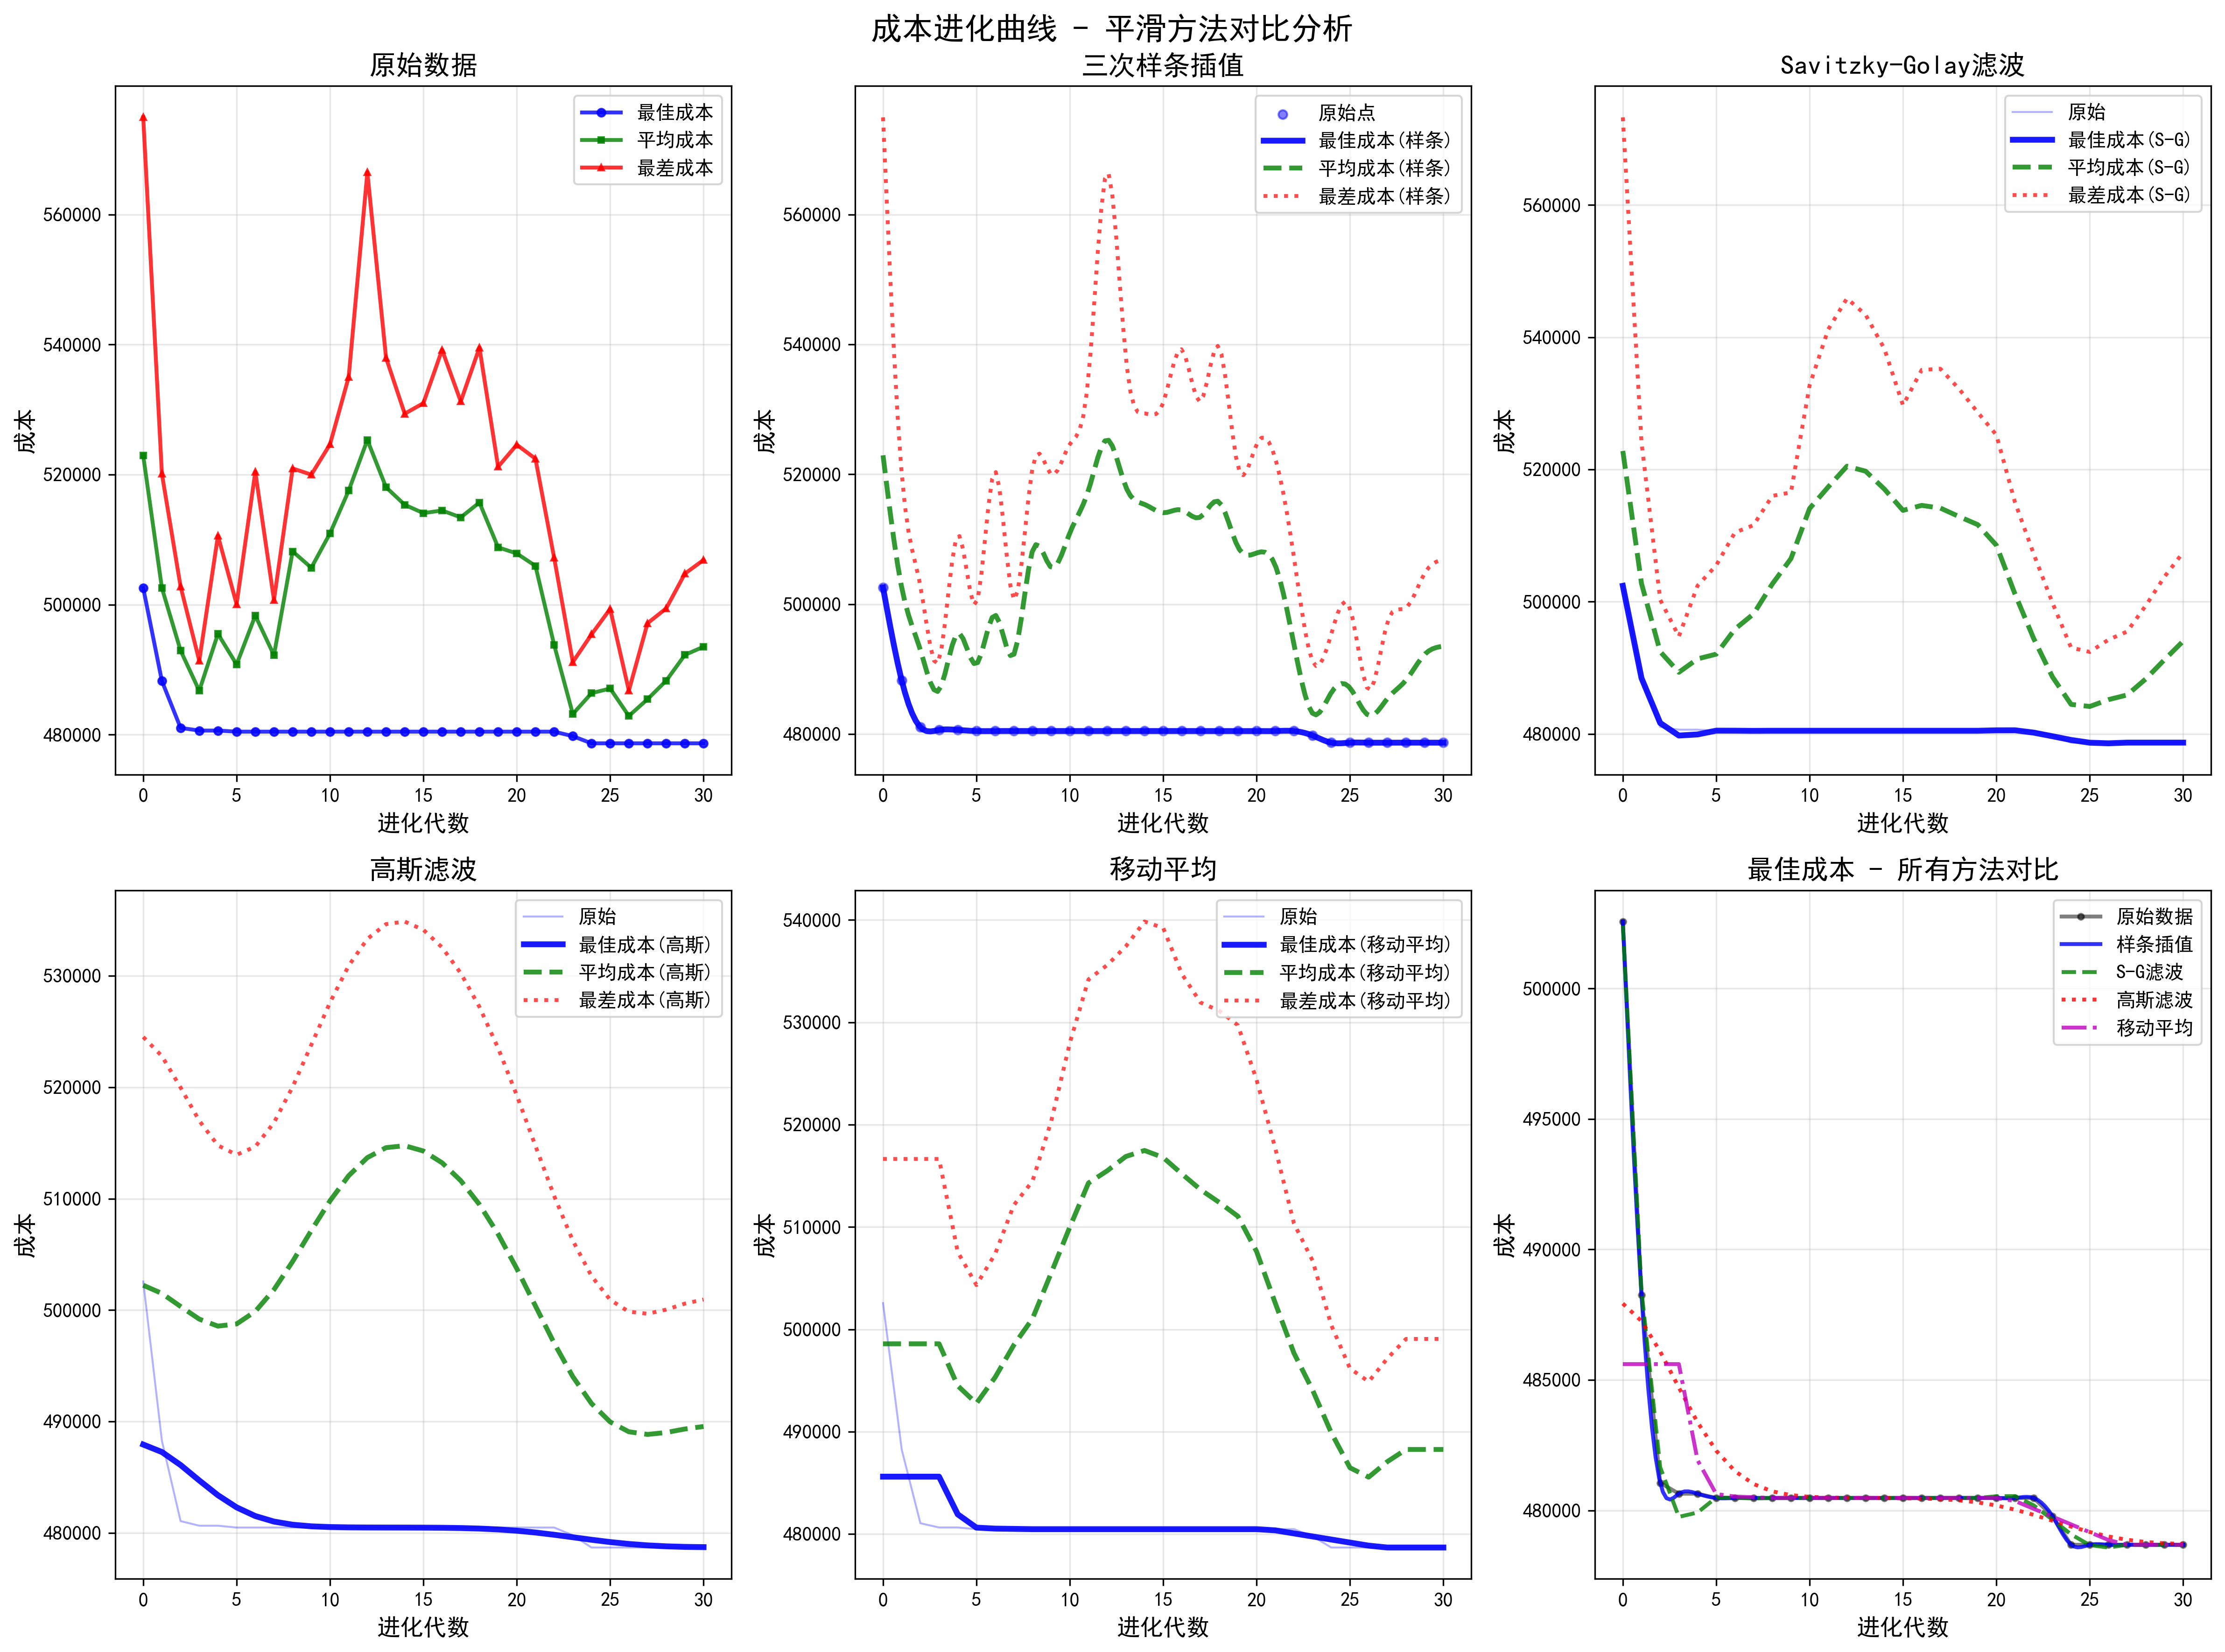 成本进化曲线 - 平滑方法对比分析
原始数据
最佳成本
平均成本
最差成本
560000
540000
520000
500000
480000
成本
0 5 10 15 20 25 30
进化代数
三次样条插值
原始点
最佳成本(样条)
平均成本(样条)
最差成本(样条)
560000
540000
520000
500000
480000
成本
0 5 10 15 20 25 30
进化代数
Savitzky-Golay滤波
原始
最佳成本(S-G)
平均成本(S-G)
最差成本(S-G)
560000
540000
520000
500000
480000
成本
0 5 10 15 20 25 30
进化代数
高斯滤波
原始
最佳成本(高斯)
平均成本(高斯)
最差成本(高斯)
530000
520000
510000
500000
490000
480000
成本
0 5 10 15 20 25 30
进化代数
移动平均
原始
最佳成本(移动平均)
平均成本(移动平均)
最差成本(移动平均)
540000
530000
520000
510000
500000
490000
480000
成本
0 5 10 15 20 25 30
进化代数
最佳成本 - 所有方法对比
原始数据
样条插值
S-G滤波
高斯滤波
移动平均
500000
495000
490000
485000
480000
成本
0 5 10 15 20 25 30
进化代数